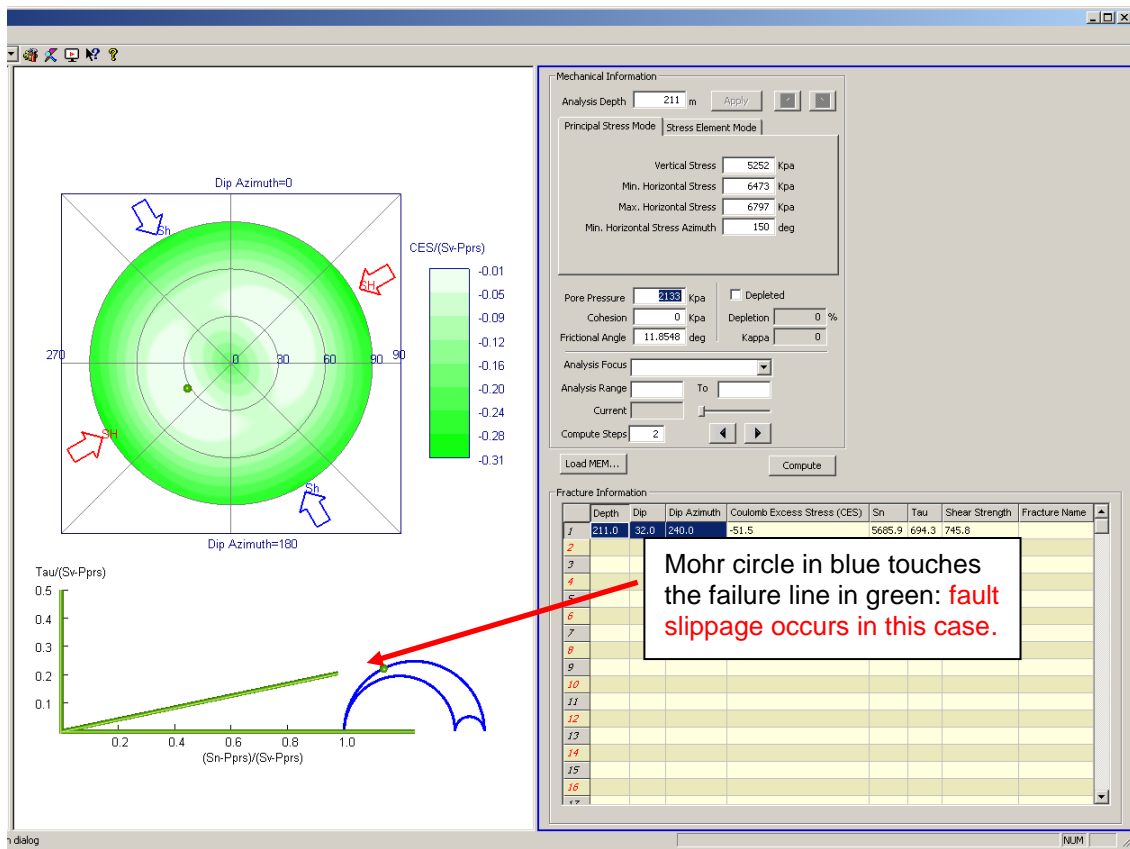 Dip Azimuth=0
Sh
CES/(Sv-Pprs)
-0.01
-0.05
-0.09
-0.12
-0.16
-0.20
-0.24
-0.28
-0.31
SH
270
0
30
60
90
90
SH
Sh
Dip Azimuth=180
Tau/(Sv-Pprs)
0.5
0.4
0.3
0.2
0.1
0.2 0.4 0.6 0.8 1.0
(Sn-Pprs)/(Sv-Pprs)
Mechanical Information
Analysis Depth 211 m Apply
Principal Stress Mode Stress Element Mode
Vertical Stress 5252 Kpa
Min. Horizontal Stress 6473 Kpa
Max. Horizontal Stress 6797 Kpa
Min. Horizontal Stress Azimuth 150 deg
Pore Pressure 2133 Kpa Depleted
Cohesion 0 Kpa Depletion 0 %
Frictional Angle 11.8548 deg Kappa 0
Analysis Focus
Analysis Range To
Current
Compute Steps 2
Load MEM... Compute
Fracture Information
Depth Dip Dip Azimuth Coulomb Excess Stress (CES) Sn Tau Shear Strength Fracture Name
1 211.0 32.0 240.0 -51.5 5685.9 694.3 745.8
2
3
4
6
7
8
9
10
11
12
13
14
15
16
Mohr circle in blue touches
the failure line in green: fault
slippage occurs in this case.
dialog
NUM